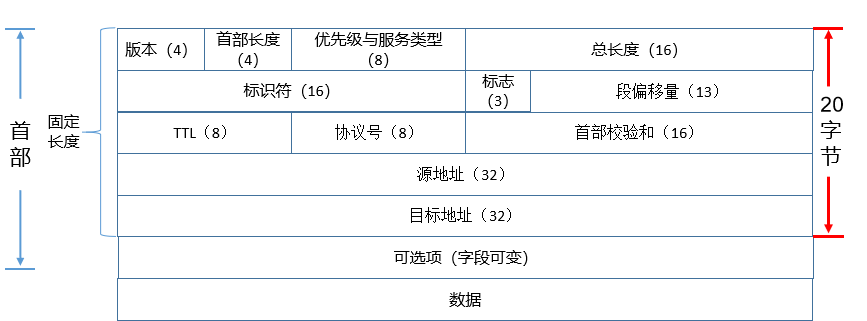 版本（4）
首部长度
（4）
优先级与服务类型
（8）
总长度（16）
标识符（16）
标志
（3）
段偏移量（13）
TTL（8）
协议号（8）
首部校验和（16）
源地址（32）
目标地址（32）
可选项（字段可变）
数据
首部
固定
长度
20
字节